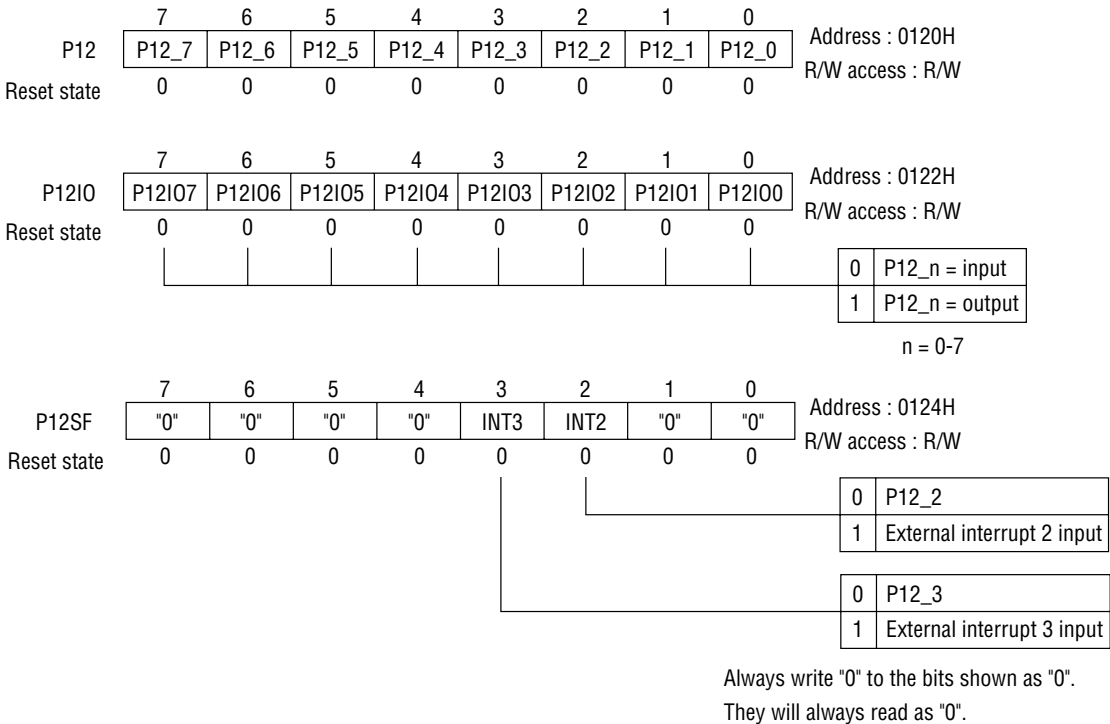 7 6 5 4 3 2 1 0
P12 P12_7 P12_6 P12_5 P12_4 P12_3 P12_2 P12_1 P12_0 Address : 0120H
R/W access : R/W
Reset state 0 0 0 0 0 0 0 0
7 6 5 4 3 2 1 0
P12IO P12IO7 P12IO6 P12IO5 P12IO4 P12IO3 P12IO2 P12IO1 P12IO0 Address : 0122H
R/W access : R/W
Reset state 0 0 0 0 0 0 0 0
0 P12_n = input
1 P12_n = output
n = 0-7
7 6 5 4 3 2 1 0
P12SF "0" "0" "0" "0" INT3 INT2 "0" "0" Address : 0124H
R/W access : R/W
Reset state 0 0 0 0 0 0 0 0
0 P12_2
1 External interrupt 2 input
0 P12_3
1 External interrupt 3 input
Always write "0" to the bits shown as "0".
They will always read as "0".